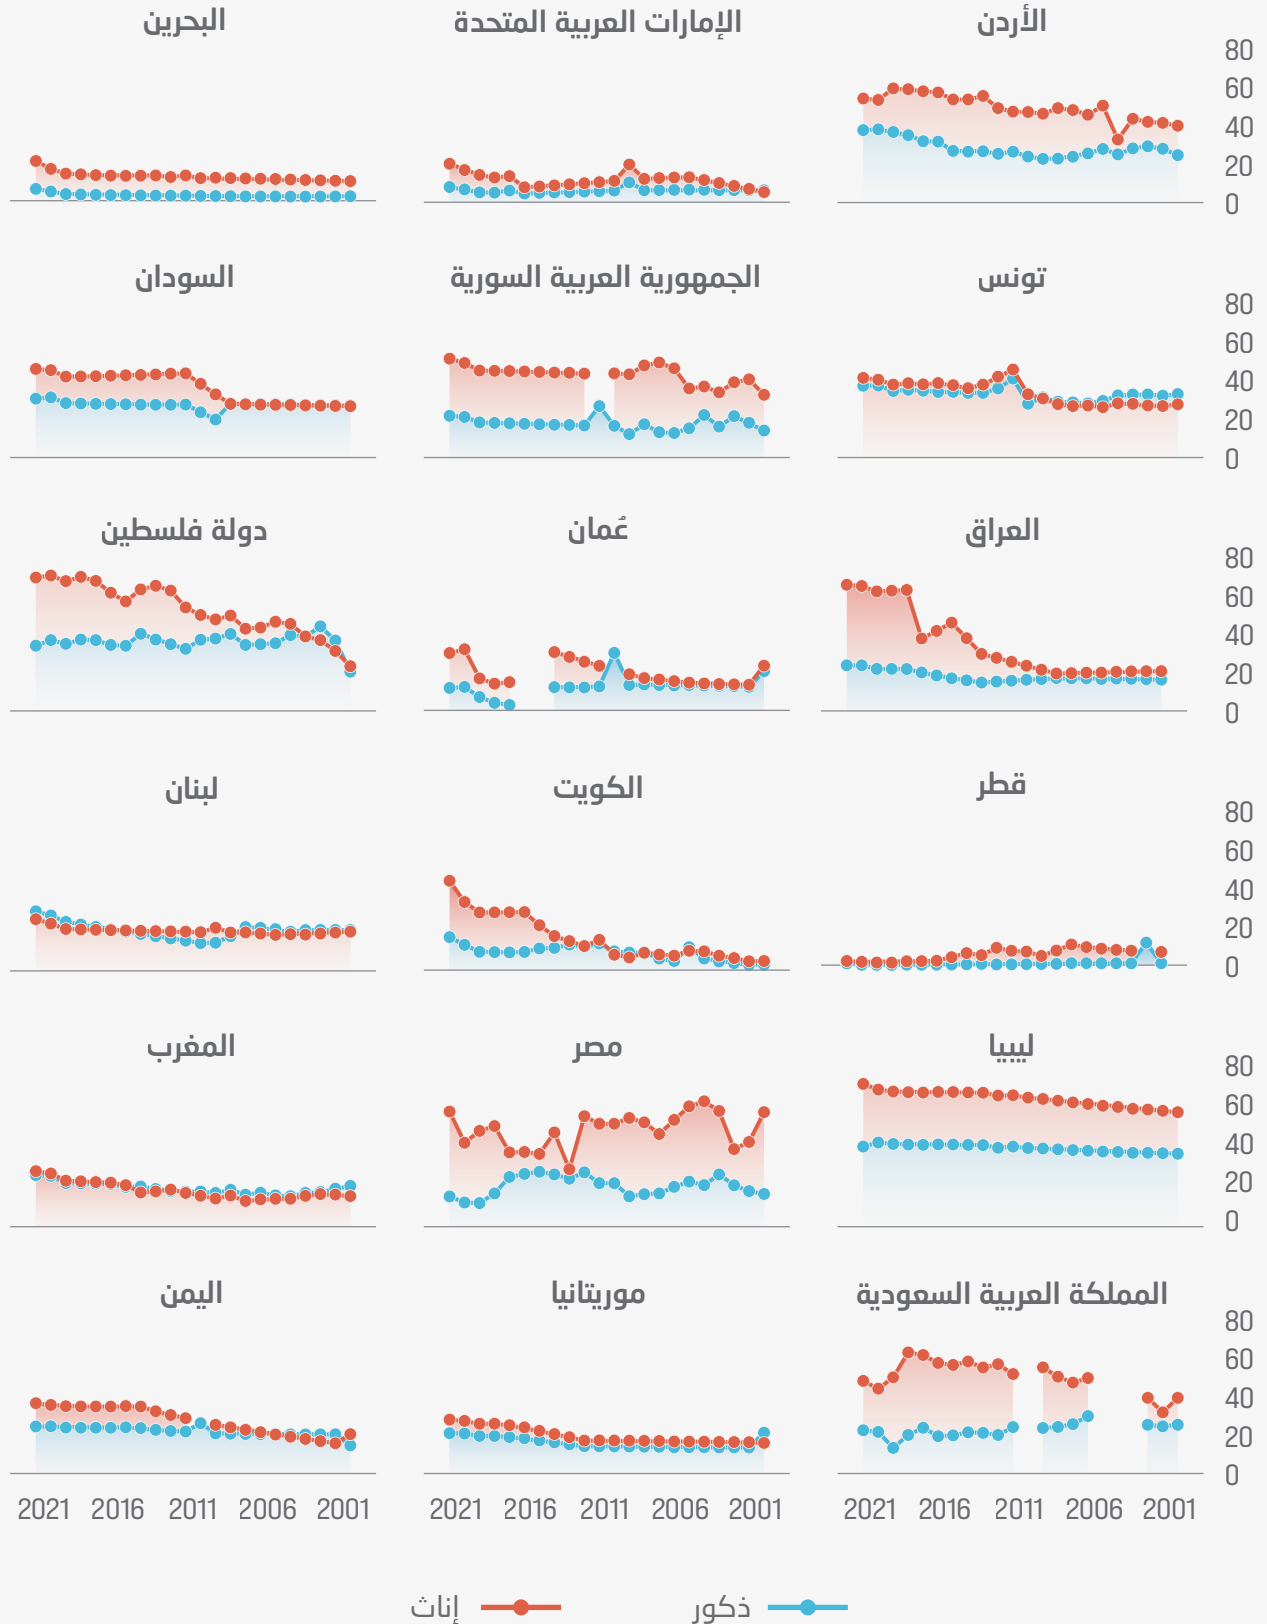 الأردن
الإمارات العربية المتحدة
البحرين
80
60
40
20
0
تونس
الجمهورية العربية السورية
السودان
80
60
40
20
0
العراق
عُمان
دولة فلسطين
80
60
40
20
0
قطر
الكويت
لبنان
80
60
40
20
0
ليبيا
مصر
المغرب
80
60
40
20
0
المملكة العربية السعودية
موريتانيا
اليمن
80
60
40
20
0
2021 2016 2011 2006 2001
2021 2016 2011 2006 2001
2021 2016 2011 2006 2001
ذكور
إناث